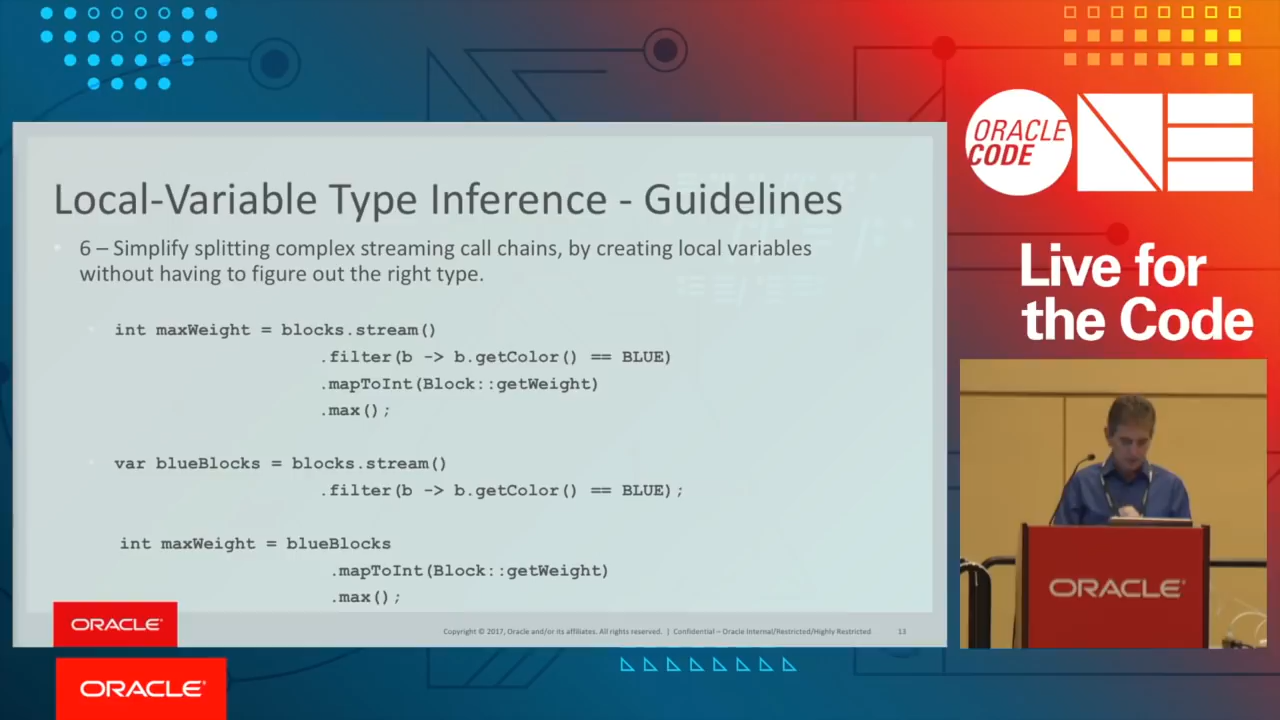 ORACLE
CODE
ONE
Live for
the Code
Local-Variable Type Inference - Guidelines
6 – Simplify splitting complex streaming call chains, by creating local variables
without having to figure out the right type.
int maxWeight = blocks.stream()
.filter(b -> b.getColor() == BLUE)
.mapToInt(Block::getWeight)
.max();
var blueBlocks = blocks.stream()
.filter(b -> b.getColor() == BLUE);
int maxWeight = blueBlocks
.mapToInt(Block::getWeight)
.max();
ORACLE
Copyright © 2017, Oracle and/or its affiliates. All rights reserved. | Confidential – Oracle Internal/Restricted/Highly Restricted 13
ORACLE
ORACLE